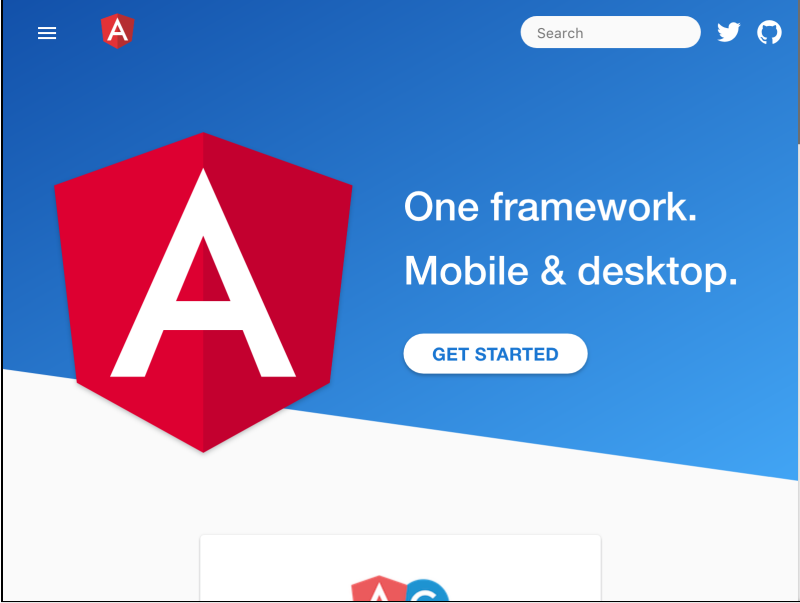 A
Search
A
One framework.
Mobile & desktop.
GET STARTED